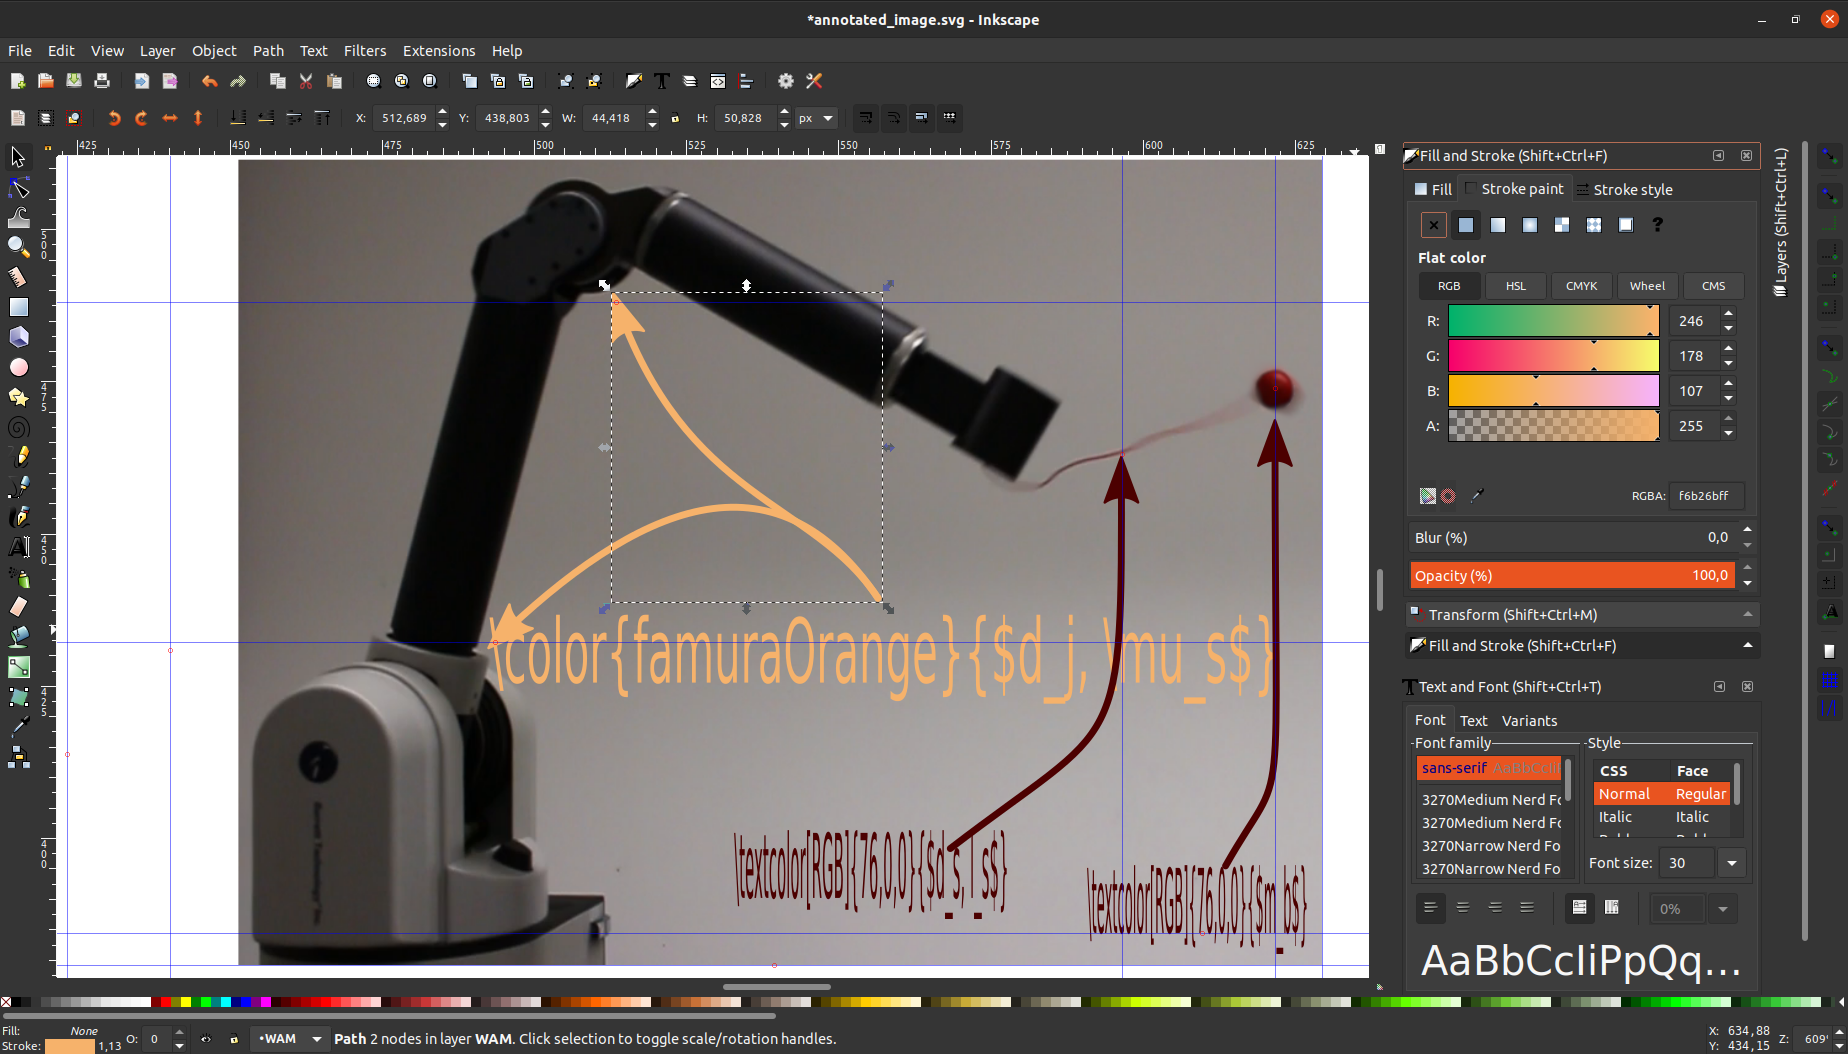 *annotated_image.svg - Inkscape
File Edit View Layer Object Path Text Filters Extensions Help
X: 512,689 Y: 438,803 W: 44,418 H: 50,828 px
425 450 475 500 525 550 575 600 625
500
475
450
425
400
Fill and Stroke (Shift+Ctrl+F)
Fill Stroke paint Stroke style
Flat color
RGB HSL CMYK Wheel CMS
R: 246
G: 178
B: 107
A: 255
RGBA: f6b26bff
Blur (%) 0,0
Opacity (%) 100,0
Transform (Shift+Ctrl+M)
Fill and Stroke (Shift+Ctrl+F)
Text and Font (Shift+Ctrl+T)
Font Text Variants
Font family Style
sans-serif AaBbCcIi
CSS Face
3270Medium Nerd Fo
Normal Regular
3270Medium Nerd Fo
Italic Italic
3270Narrow Nerd Fo
3270Narrow Nerd Fo
Font size: 30
0%
AaBbCcIiPpQq...
Layers (Shift+Ctrl+L)
\color{famuraOrange}{$d_j, \mu_s$}
\textcolor[RGB]{76,0,0}{$d_s, l_s$}
\textcolor[RGB]{76,0,0}{$m_b$}
Fill: None
Stroke: 1,13 O: 0
•WAM
Path 2 nodes in layer WAM. Click selection to toggle scale/rotation handles.
X: 634,88
Y: 434,15
Z: 609